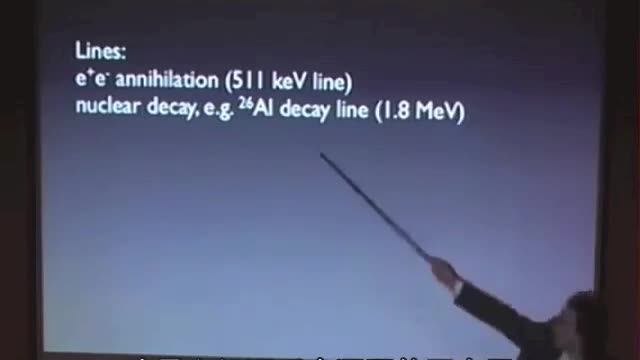 Lines:
e⁺e⁻ annihilation (511 keV line)
nuclear decay, e.g. ²⁶Al decay line (1.8 MeV)